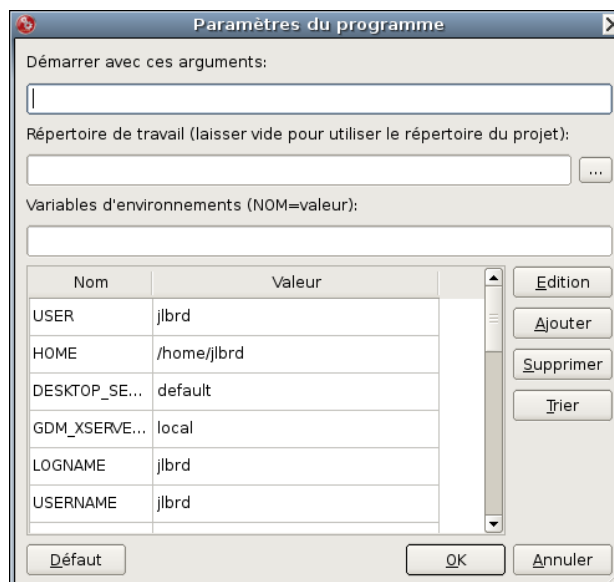 Paramètres du programme
Démarrer avec ces arguments:
Répertoire de travail (laisser vide pour utiliser le répertoire du projet):
...
Variables d'environnements (NOM=valeur):
Nom Valeur
USER jlbrd
HOME /home/jlbrd
DESKTOP_SE... default
GDM_XSERVE... local
LOGNAME jlbrd
USERNAME jlbrd
Edition
Ajouter
Supprimer
Trier
Défaut OK Annuler